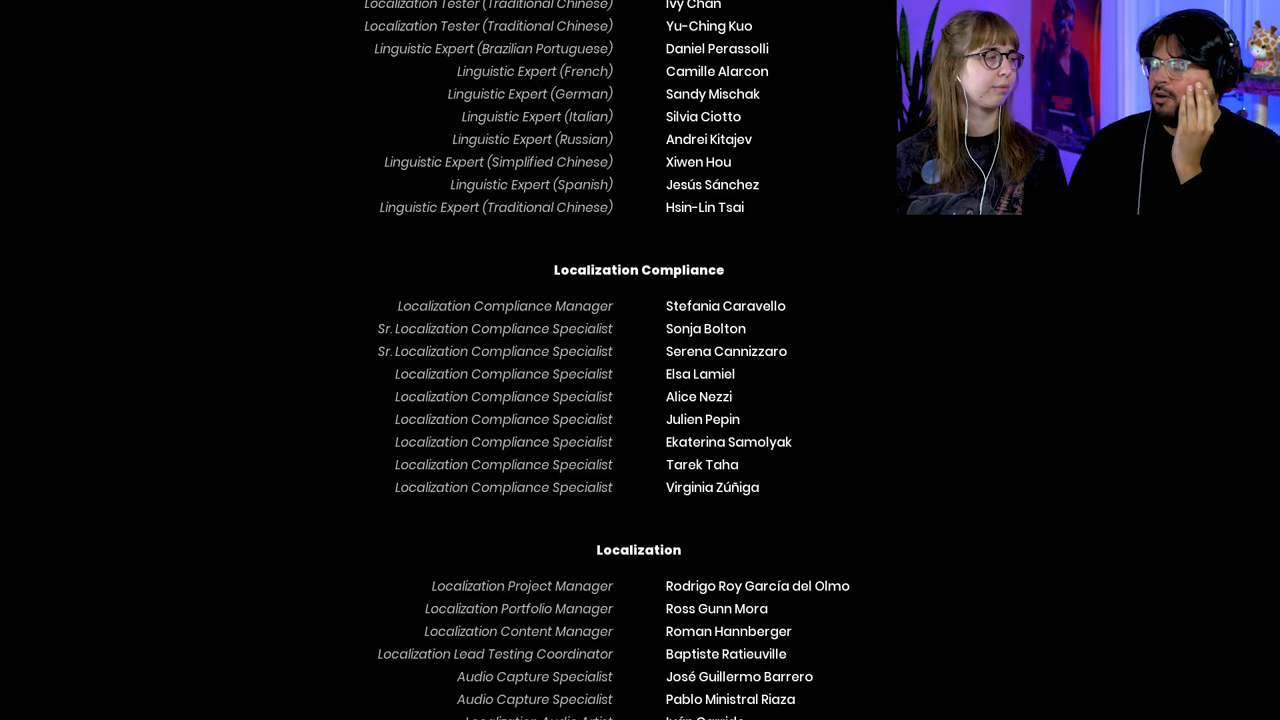 Localization Tester (Traditional Chinese) Ivy Chan
Localization Tester (Traditional Chinese) Yu-Ching Kuo
Linguistic Expert (Brazilian Portuguese) Daniel Perassolli
Linguistic Expert (French) Camille Alarcon
Linguistic Expert (German) Sandy Mischak
Linguistic Expert (Italian) Silvia Ciotto
Linguistic Expert (Russian) Andrei Kitajev
Linguistic Expert (Simplified Chinese) Xiwen Hou
Linguistic Expert (Spanish) Jesús Sánchez
Linguistic Expert (Traditional Chinese) Hsin-Lin Tsai
Localization Compliance
Localization Compliance Manager Stefania Caravello
Sr. Localization Compliance Specialist Sonja Bolton
Sr. Localization Compliance Specialist Serena Cannizzaro
Localization Compliance Specialist Elsa Lamiel
Localization Compliance Specialist Alice Nezzi
Localization Compliance Specialist Julien Pepin
Localization Compliance Specialist Ekaterina Samolyak
Localization Compliance Specialist Tarek Taha
Localization Compliance Specialist Virginia Zúñiga
Localization
Localization Project Manager Rodrigo Roy García del Olmo
Localization Portfolio Manager Ross Gunn Mora
Localization Content Manager Roman Hannberger
Localization Lead Testing Coordinator Baptiste Ratieuville
Audio Capture Specialist José Guillermo Barrero
Audio Capture Specialist Pablo Ministral Riaza